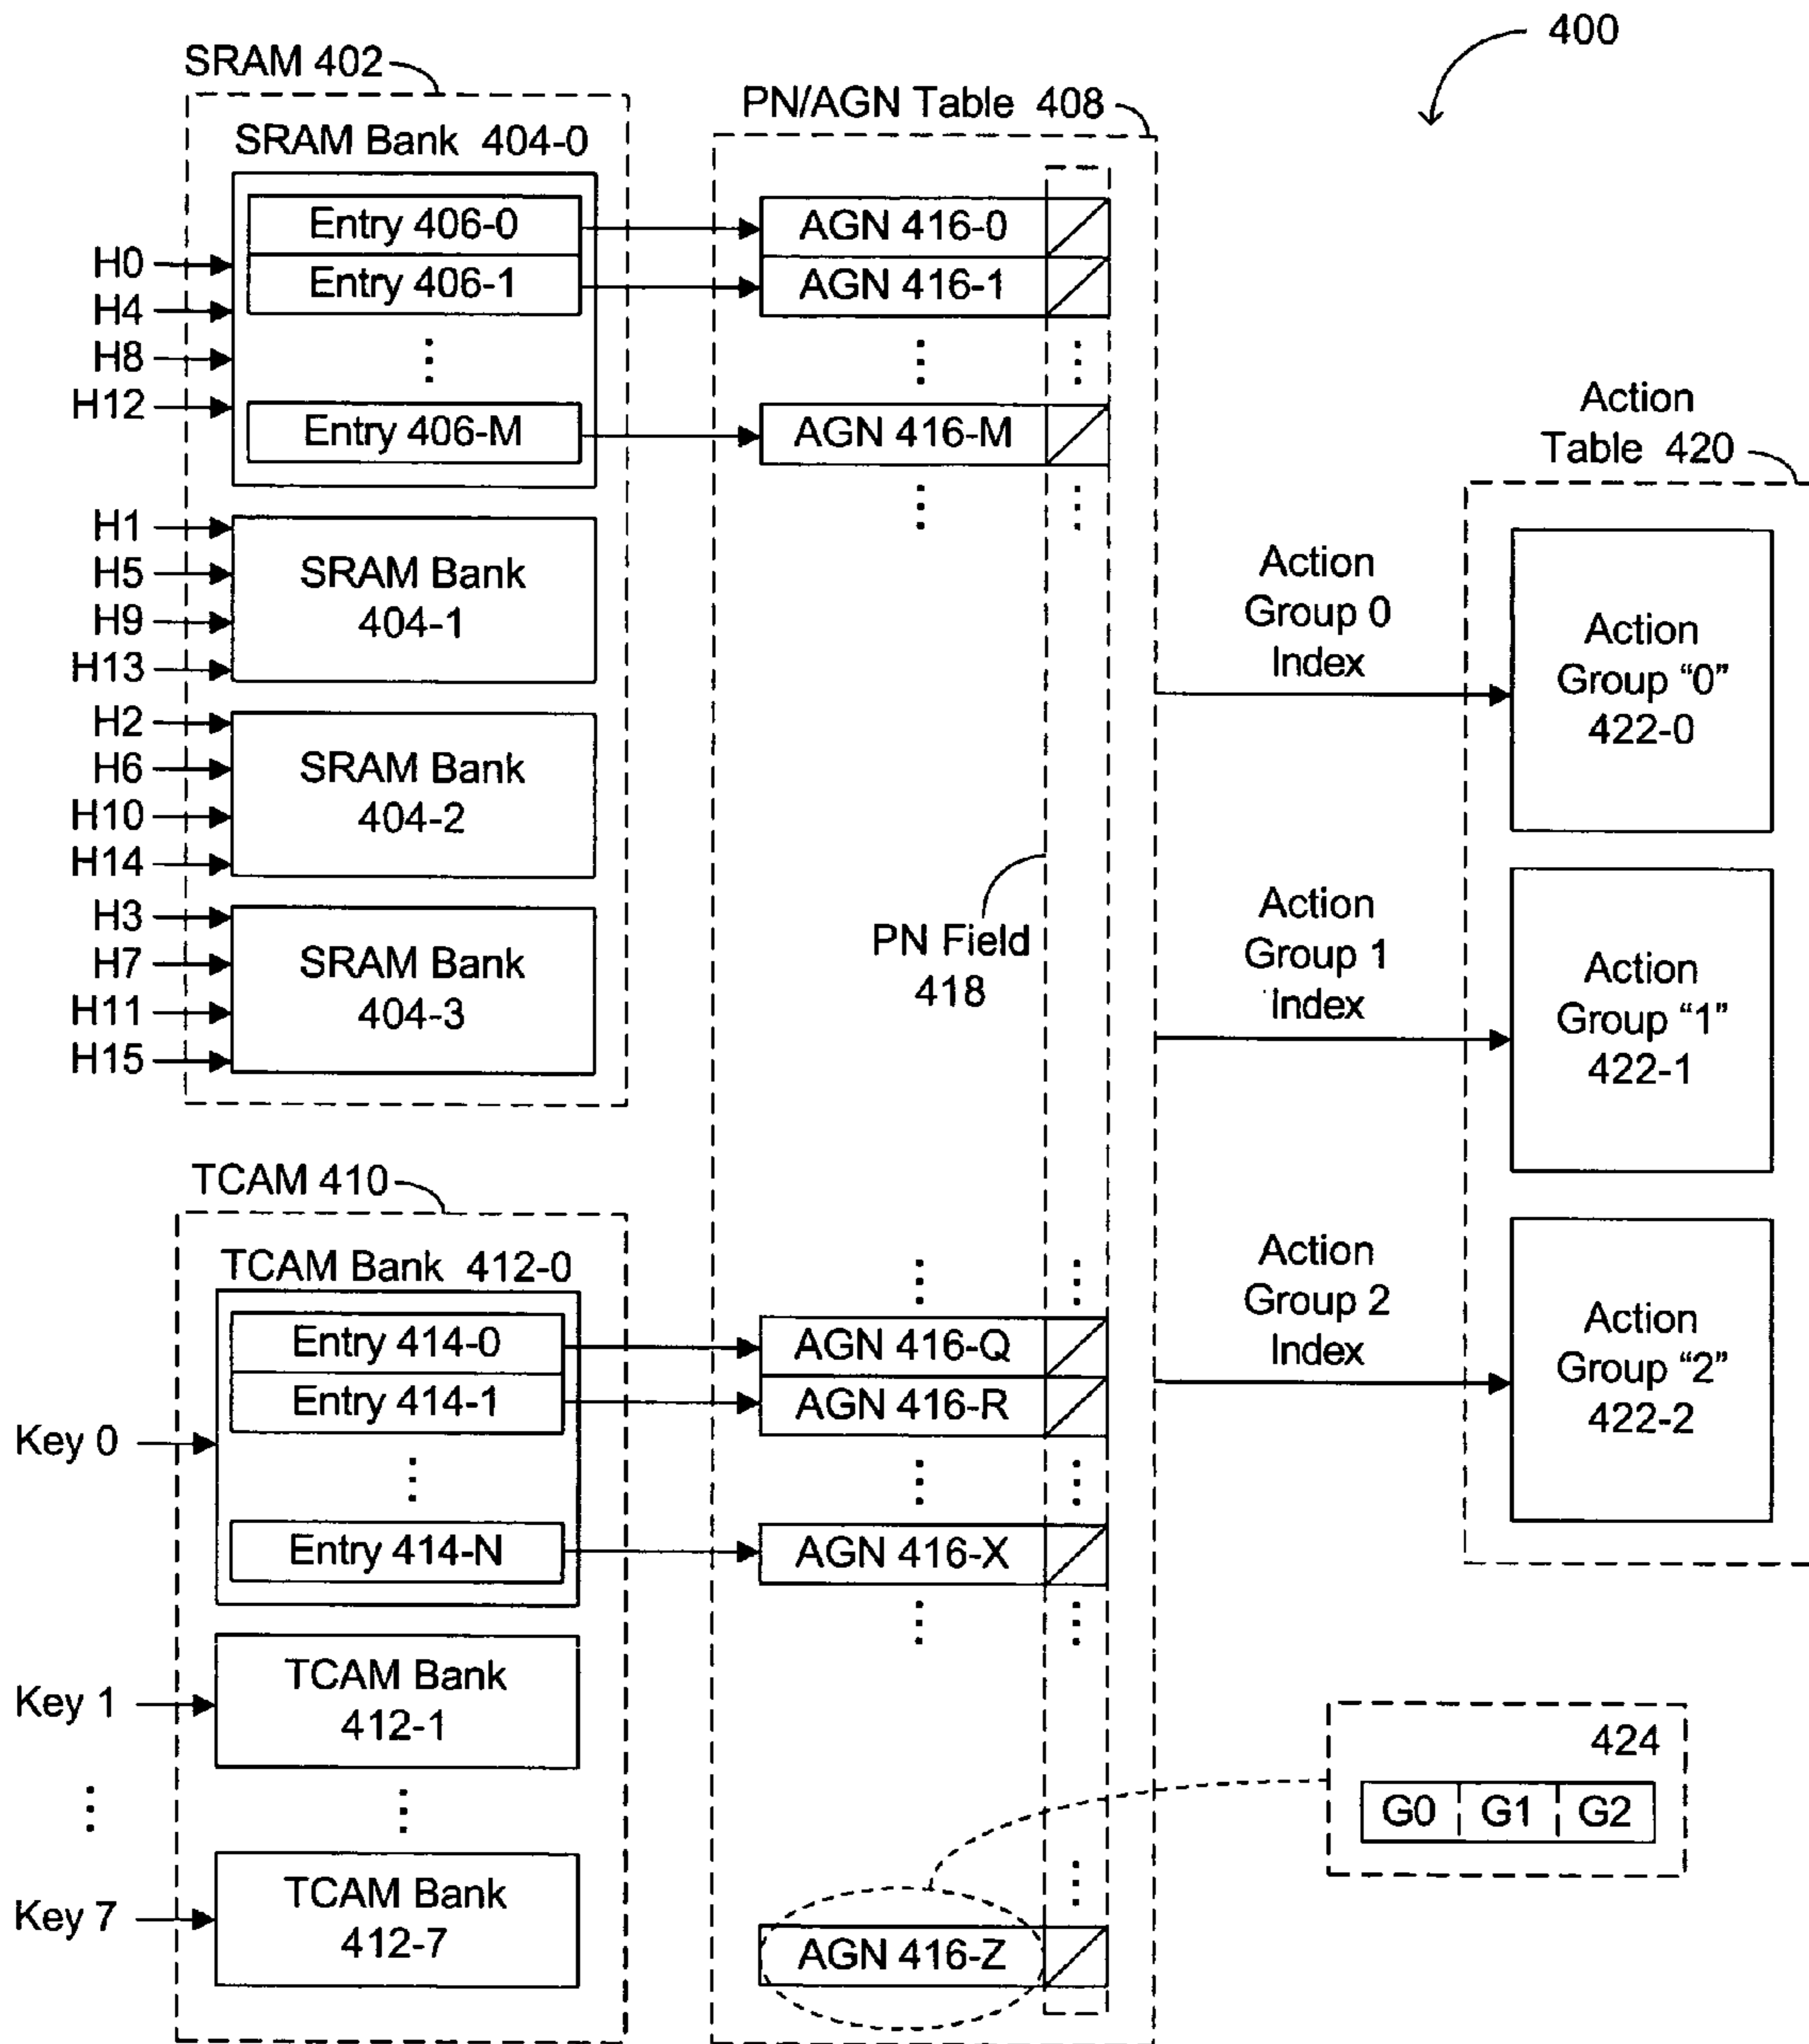 400
SRAM 402
SRAM Bank 404-0
Entry 406-0
Entry 406-1
Entry 406-M
H0
H4
H8
H12
H1
H5
H9
H13
SRAM Bank
404-1
H2
H6
H10
H14
SRAM Bank
404-2
H3
H7
H11
H15
SRAM Bank
404-3
TCAM 410
TCAM Bank 412-0
Entry 414-0
Entry 414-1
Entry 414-N
Key 0
Key 1
TCAM Bank
412-1
Key 7
TCAM Bank
412-7
PN/AGN Table 408
AGN 416-0
AGN 416-1
AGN 416-M
PN Field
418
AGN 416-Q
AGN 416-R
AGN 416-X
AGN 416-Z
Action
Group 0
Index
Action
Group 1
Index
Action
Group 2
Index
Action
Table 420
Action
Group “0”
422-0
Action
Group “1”
422-1
Action
Group “2”
422-2
424
G0 G1 G2